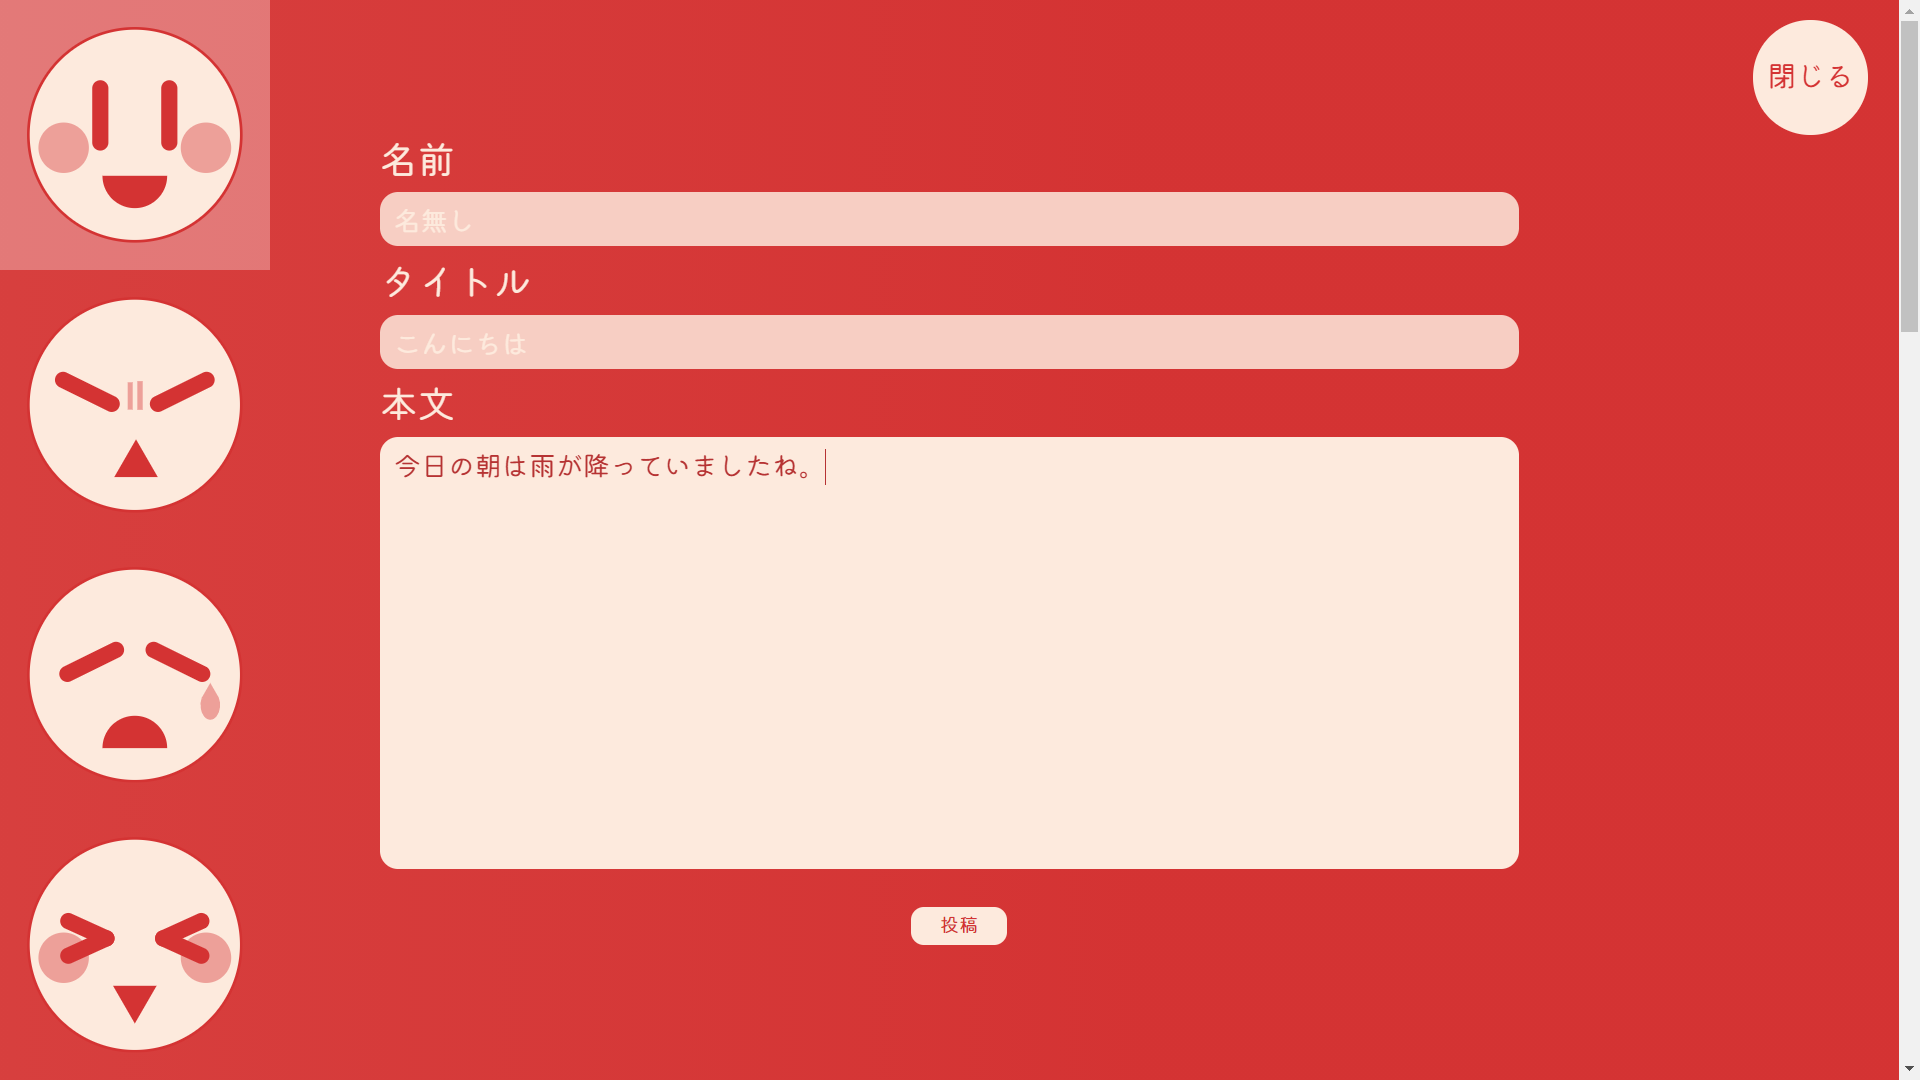 閉じる
名前
名無し
タイトル
こんにちは
本文
今日の朝は雨が降っていましたね。
投稿